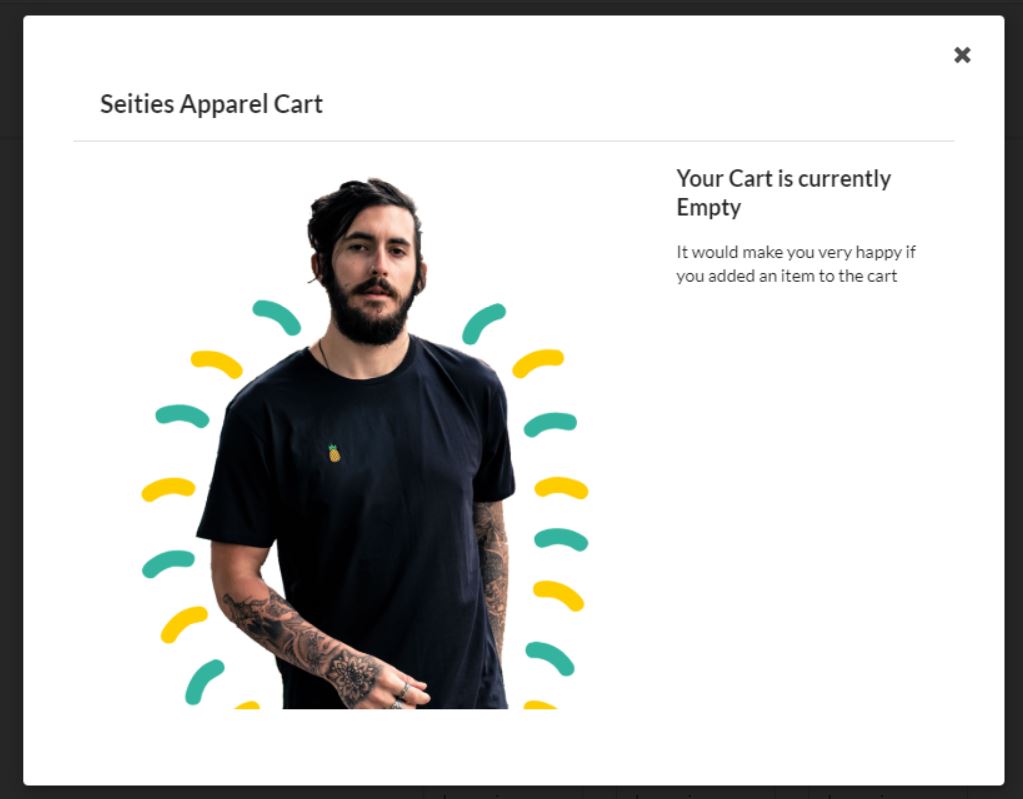 Seities Apparel Cart
Your Cart is currently
Empty
It would make you very happy if
you added an item to the cart